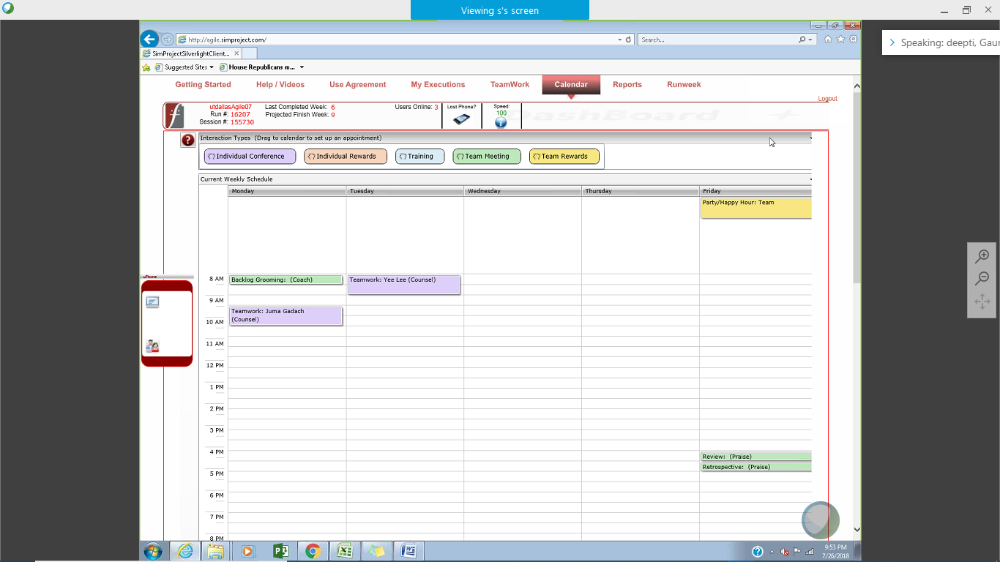 Viewing s's screen
Speaking: deepti, Gaur
http://agile.simproject.com/
Search...
SimProjectSilverlightClient...
Suggested Sites
House Republicans m...
Getting Started
Help / Videos
Use Agreement
My Executions
TeamWork
Calendar
Reports
Runweek
Logout
utdallasAgile07
Run #: 16207
Session #: 155730
Last Completed Week: 6
Projected Finish Week: 9
Users Online: 3
Lost Phone?
Speed:
100
DashBoard
Interaction Types (Drag to calendar to set up an appointment)
Individual Conference
Individual Rewards
Training
Team Meeting
Team Rewards
Current Weekly Schedule
Monday
Tuesday
Wednesday
Thursday
Friday
Party/Happy Hour: Team
uPhone
8 AM
Backlog Grooming: (Coach)
Teamwork: Yee Lee (Counsel)
9 AM
Teamwork: Juma Gadach
(Counsel)
10 AM
11 AM
12 PM
1 PM
2 PM
3 PM
4 PM
Review: (Praise)
Retrospective: (Praise)
5 PM
6 PM
7 PM
8 PM
9:53 PM
7/26/2018